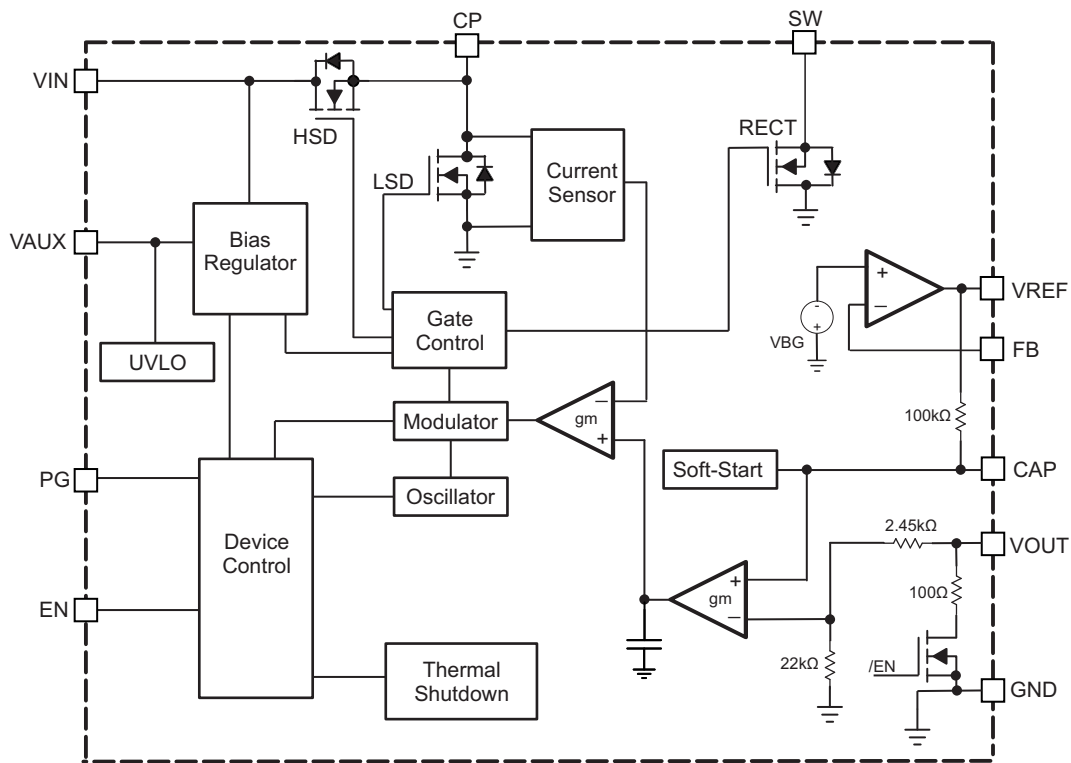 CP
SW
VIN
HSD
RECT
LSD
Current
Sensor
VAUX
Bias
Regulator
+
−
VREF
-
+
VBG
FB
Gate
Control
UVLO
100kΩ
Modulator
−
gm
+
Soft-Start
CAP
PG
Oscillator
2.45kΩ
VOUT
Device
Control
+
gm
−
100Ω
EN
22kΩ
/EN
Thermal
Shutdown
GND